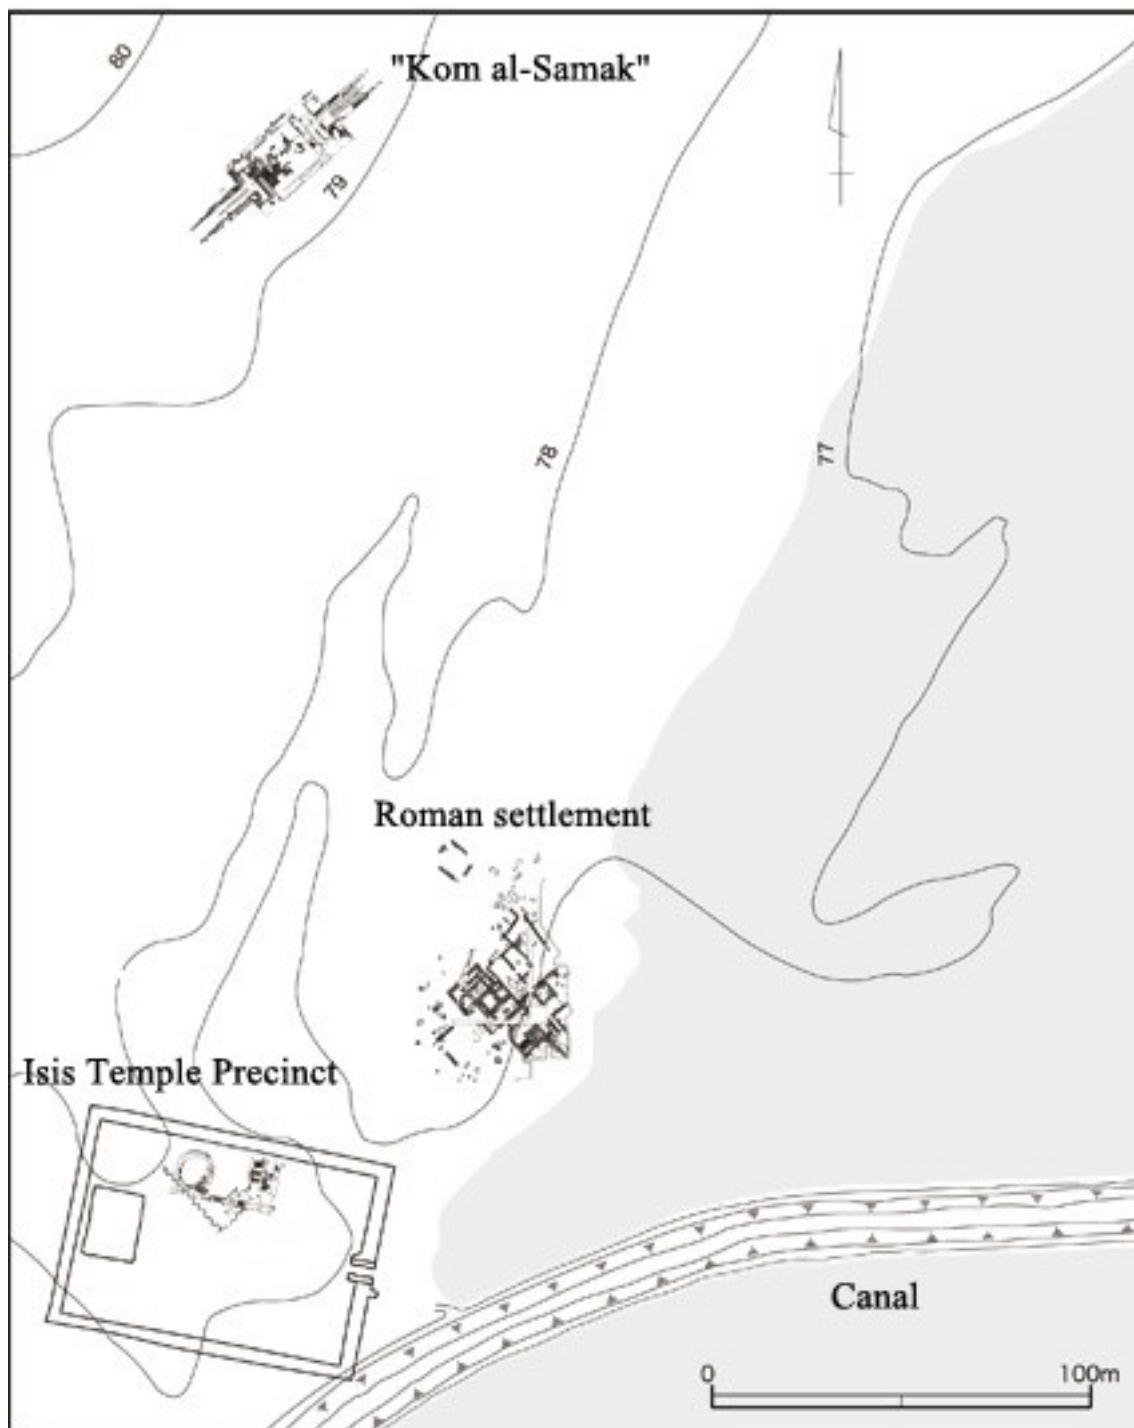 80
"Kom al-Samak"
79
78
77
Roman settlement
Isis Temple Precinct
Canal
0 100m